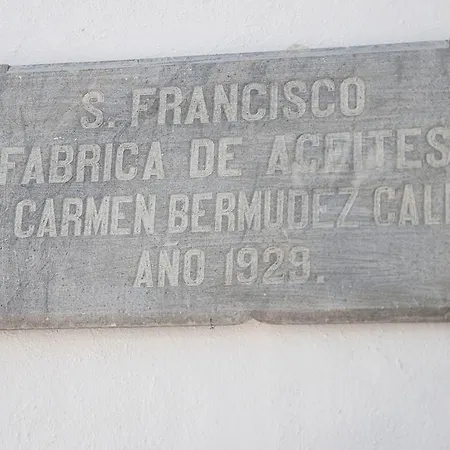 S. FRANCISCO
FABRICA DE ACEITES
CARMEN BERMUDEZ
AÑO 1929.